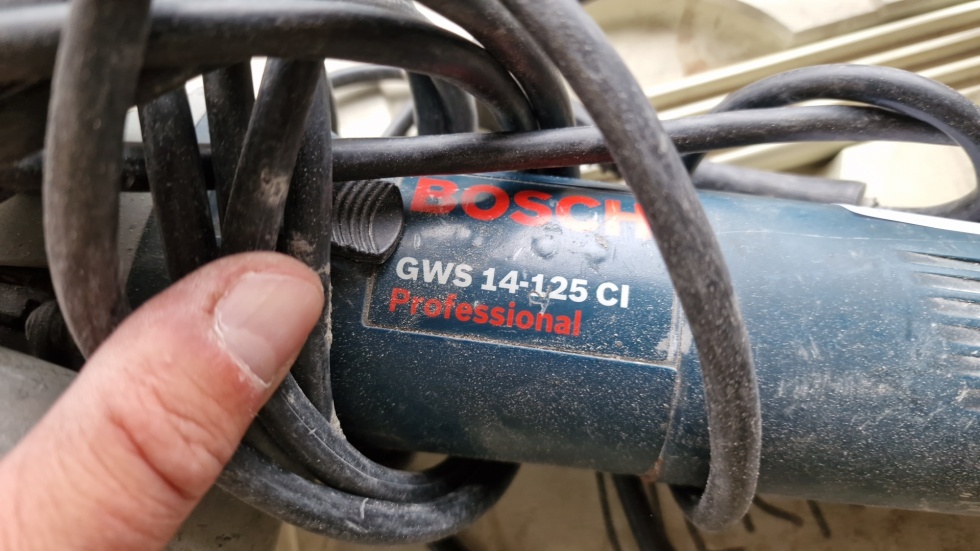 BOSCH
GWS 14-125 CI
Professional